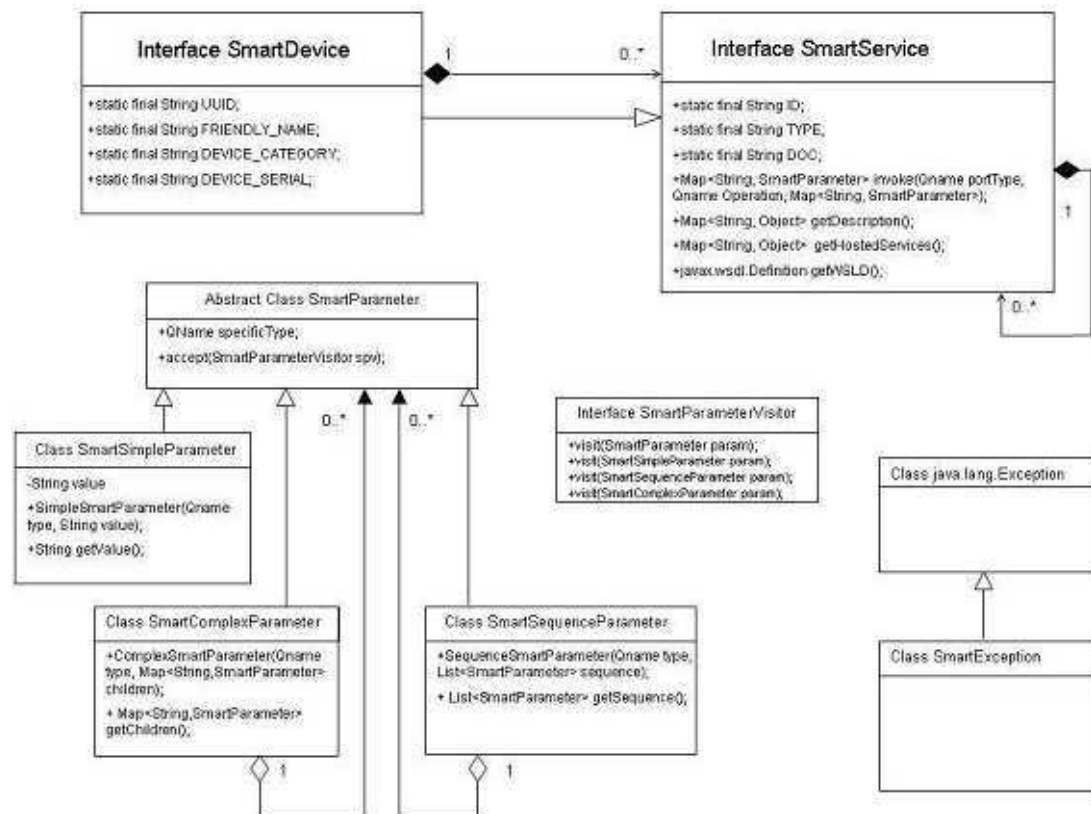 Interface SmartDevice
+static final String UUID;
+static final String FRIENDLY_NAME;
+static final String DEVICE_CATEGORY;
+static final String DEVICE_SERIAL;
1
0..*
Interface SmartService
+static final String ID;
+static final String TYPE;
+static final String DOC;
+Map<String, SmartParameter> invoke(Qname portType,
Qname Operation, Map<String, SmartParameter>);
+Map<String, Object> getDescription();
+Map<String, Object> getHostedServices();
+javax.wsdl.Definition getWSLD();
1
0..*
Abstract Class SmartParameter
+QName specificType;
+accept(SmartParameterVisitor spv);
0..*
0..*
Class SmartSimpleParameter
-String value
+SimpleSmartParameter(Qname
type, String value);
+String getValue();
Interface SmartParameterVisitor
+visit(SmartParameter param);
+visit(SmartSimpleParameter param);
+visit(SmartSequenceParameter param);
+visit(SmartComplexParameter param);
Class java.lang.Exception
Class SmartComplexParameter
+ComplexSmartParameter(Qname
type, Map<String,SmartParameter>
children);
+ Map<String,SmartParameter>
getChildren();
1
Class SmartSequenceParameter
+SequenceSmartParameter(Qname type,
List<SmartParameter> sequence);
+ List<SmartParameter> getSequence();
1
Class SmartException